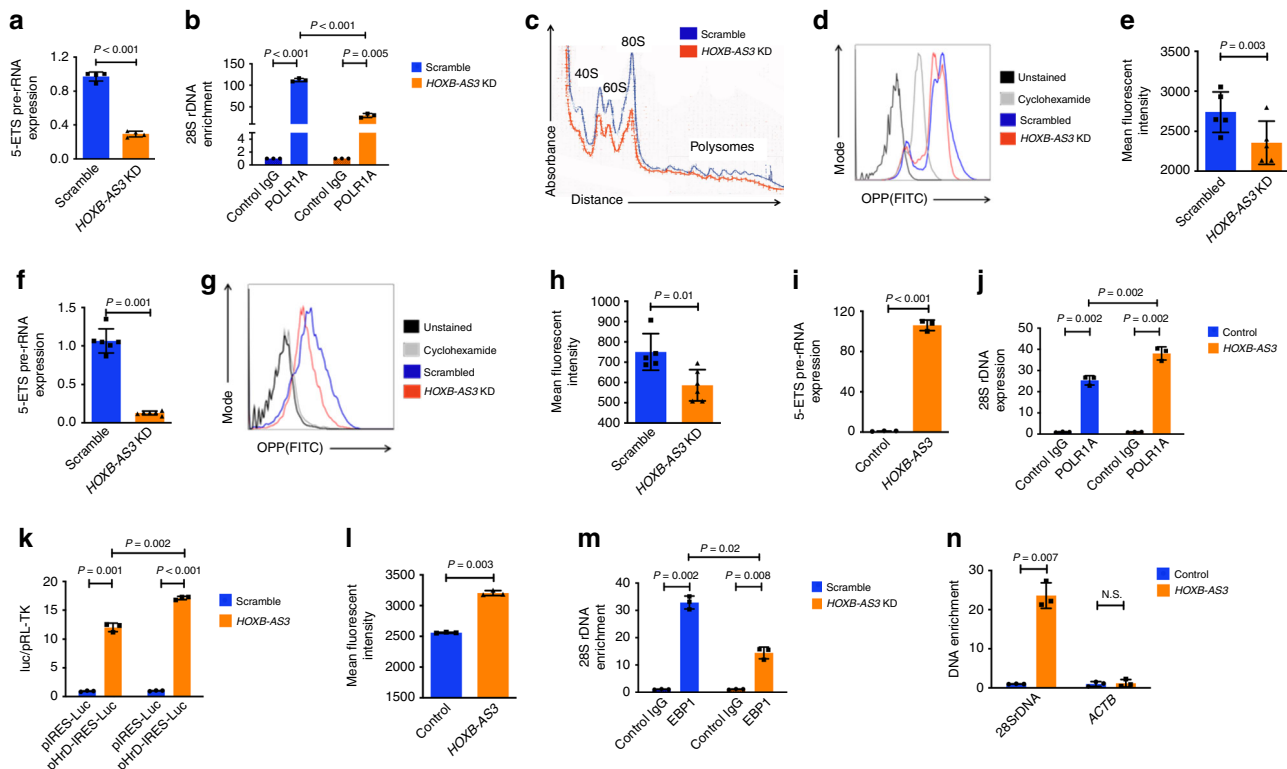 a
P < 0.001
5-ETS pre-rRNA
expression
1.2
0.8
0.4
0.0
Scramble
HOXB-AS3 KD
b
P < 0.001
P < 0.001
P = 0.005
28S rDNA
enrichment
150
125
100
75
50
25
4
3
2
1
0
Control IgG
POLR1A
Control IgG
POLR1A
Scramble
HOXB-AS3 KD
c
Scramble
HOXB-AS3 KD
80S
40S
60S
Polysomes
Absorbance
Distance
d
Unstained
Cyclohexamide
Scrambled
HOXB-AS3 KD
Mode
OPP(FITC)
e
P = 0.003
Mean fluorescent
intensity
3500
3000
2500
2000
Scrambled
HOXB-AS3 KD
f
P = 0.001
5-ETS pre-rRNA
expression
1.5
1.0
0.5
0.0
Scramble
HOXB-AS3 KD
g
Unstained
Cyclohexamide
Scrambled
HOXB-AS3 KD
Mode
OPP(FITC)
h
P = 0.01
Mean fluorescent
intensity
1000
900
800
700
600
500
400
Scramble
HOXB-AS3 KD
i
P < 0.001
5-ETS pre-rRNA
expression
120
80
40
0
Control
HOXB-AS3
j
P = 0.002
P = 0.002
P = 0.002
28S rDNA
expression
50
40
30
20
10
0
Control IgG
POLR1A
Control IgG
POLR1A
Control
HOXB-AS3
k
P = 0.002
P = 0.001
P < 0.001
luc/pRL-TK
20
15
10
5
0
pIRES-Luc
pHrD-IRES-Luc
pIRES-Luc
pHrD-IRES-Luc
Scramble
HOXB-AS3
l
P = 0.003
Mean fluorescent
intensity
3500
3000
2500
2000
1500
Control
HOXB-AS3
m
P = 0.02
P = 0.002
P = 0.008
28S rDNA
enrichment
40
30
20
10
0
Control IgG
EBP1
Control IgG
EBP1
Scramble
HOXB-AS3 KD
n
P = 0.007
N.S.
DNA enrichment
30
20
10
0
28SrDNA
ACTB
Control
HOXB-AS3